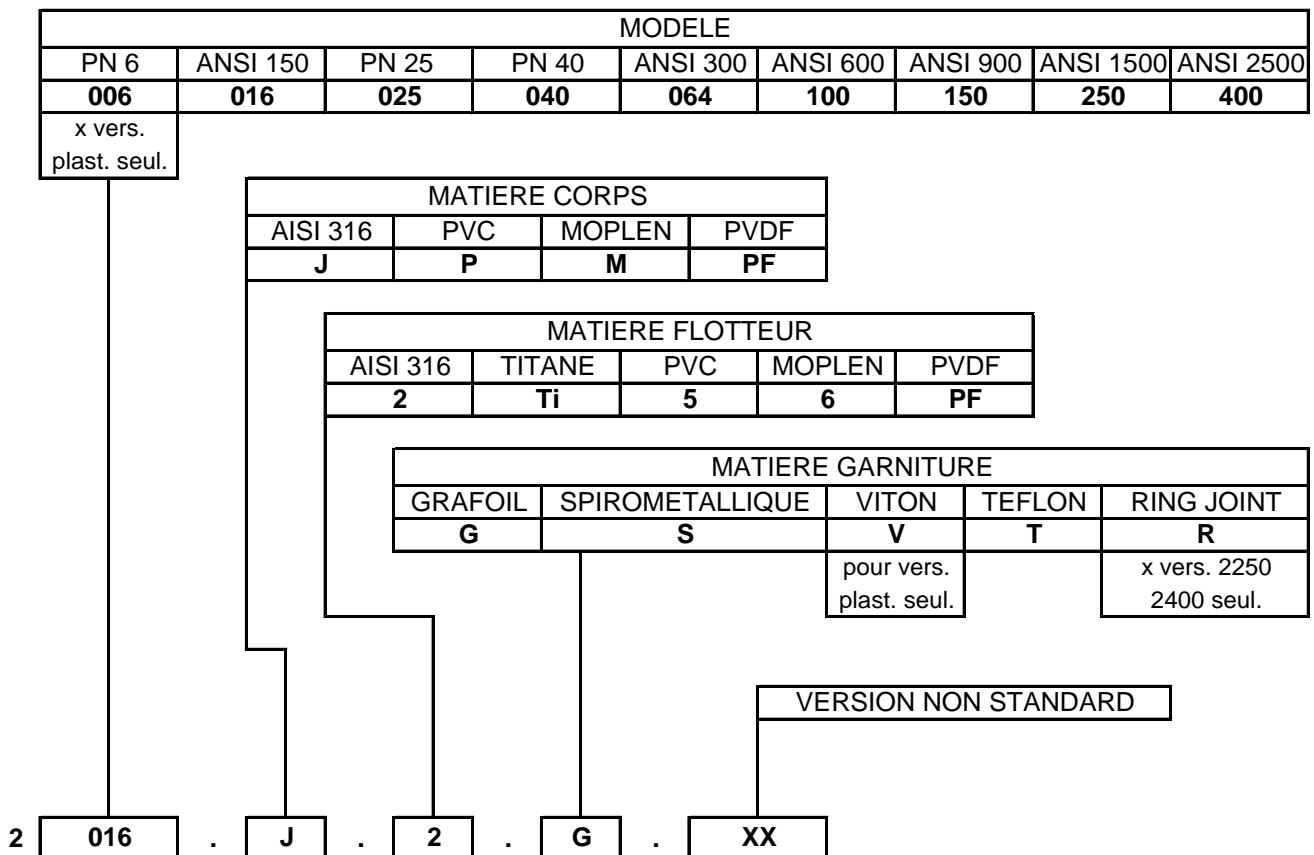 MODELE
PN 6 ANSI 150 PN 25 PN 40 ANSI 300 ANSI 600 ANSI 900 ANSI 1500 ANSI 2500
006 016 025 040 064 100 150 250 400
x vers.
plast. seul.
MATIERE CORPS
AISI 316 PVC MOPLEN PVDF
J P M PF
MATIERE FLOTTEUR
AISI 316 TITANE PVC MOPLEN PVDF
2 Ti 5 6 PF
MATIERE GARNITURE
GRAFOIL SPIROMETALLIQUE VITON TEFLON RING JOINT
G S V T R
pour vers. x vers. 2250
plast. seul. 2400 seul.
VERSION NON STANDARD
2 016 . J . 2 . G . XX